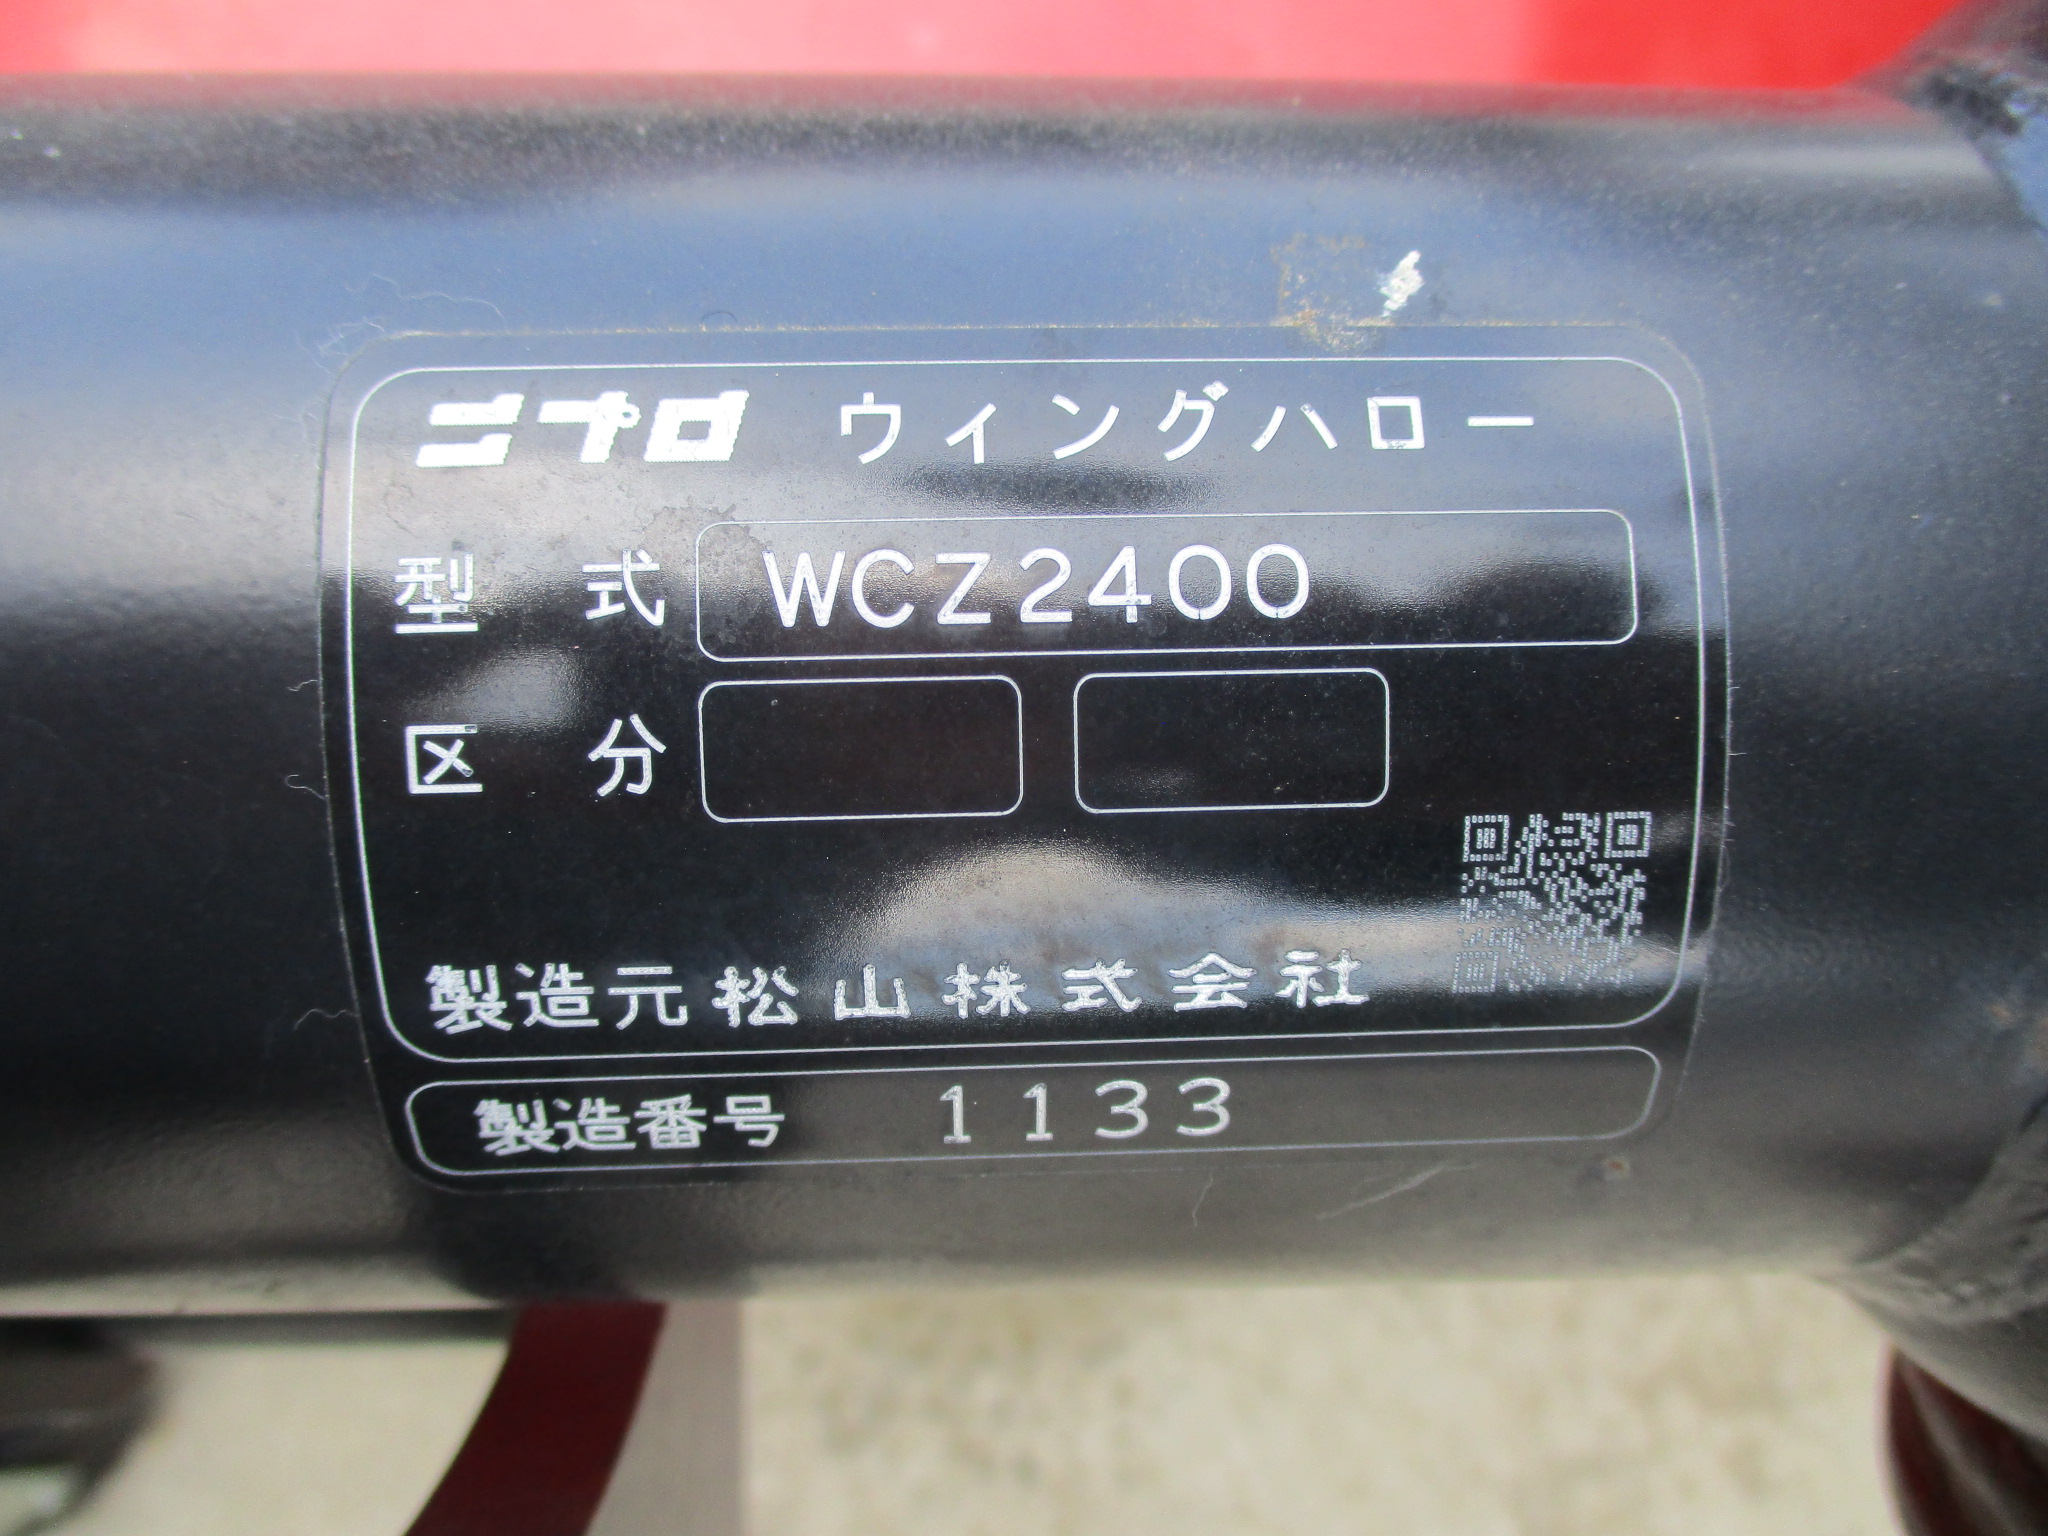 ニプロ ウィングハロー
型式 WCZ2400
区分
製造元 松山株式会社
製造番号 1133